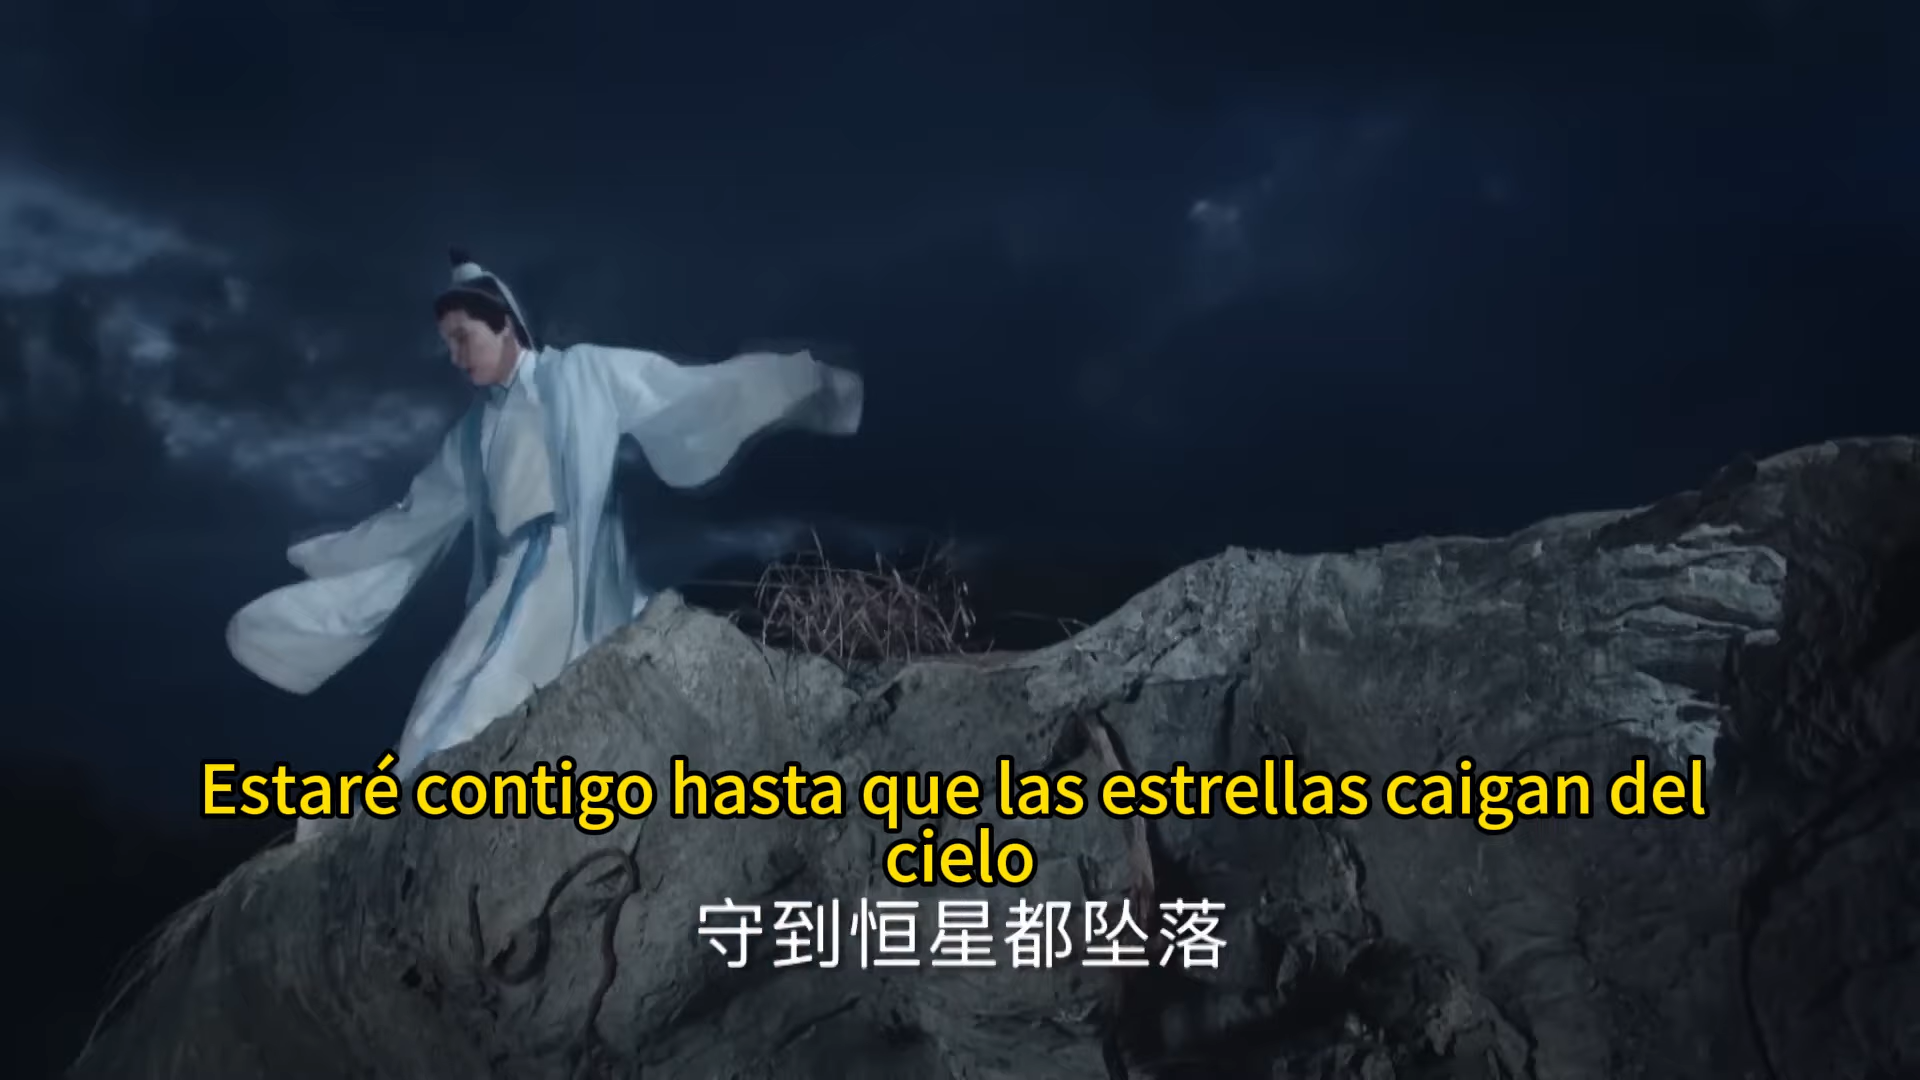 Estaré contigo hasta que las estrellas caigan del
cielo
守到恒星都坠落